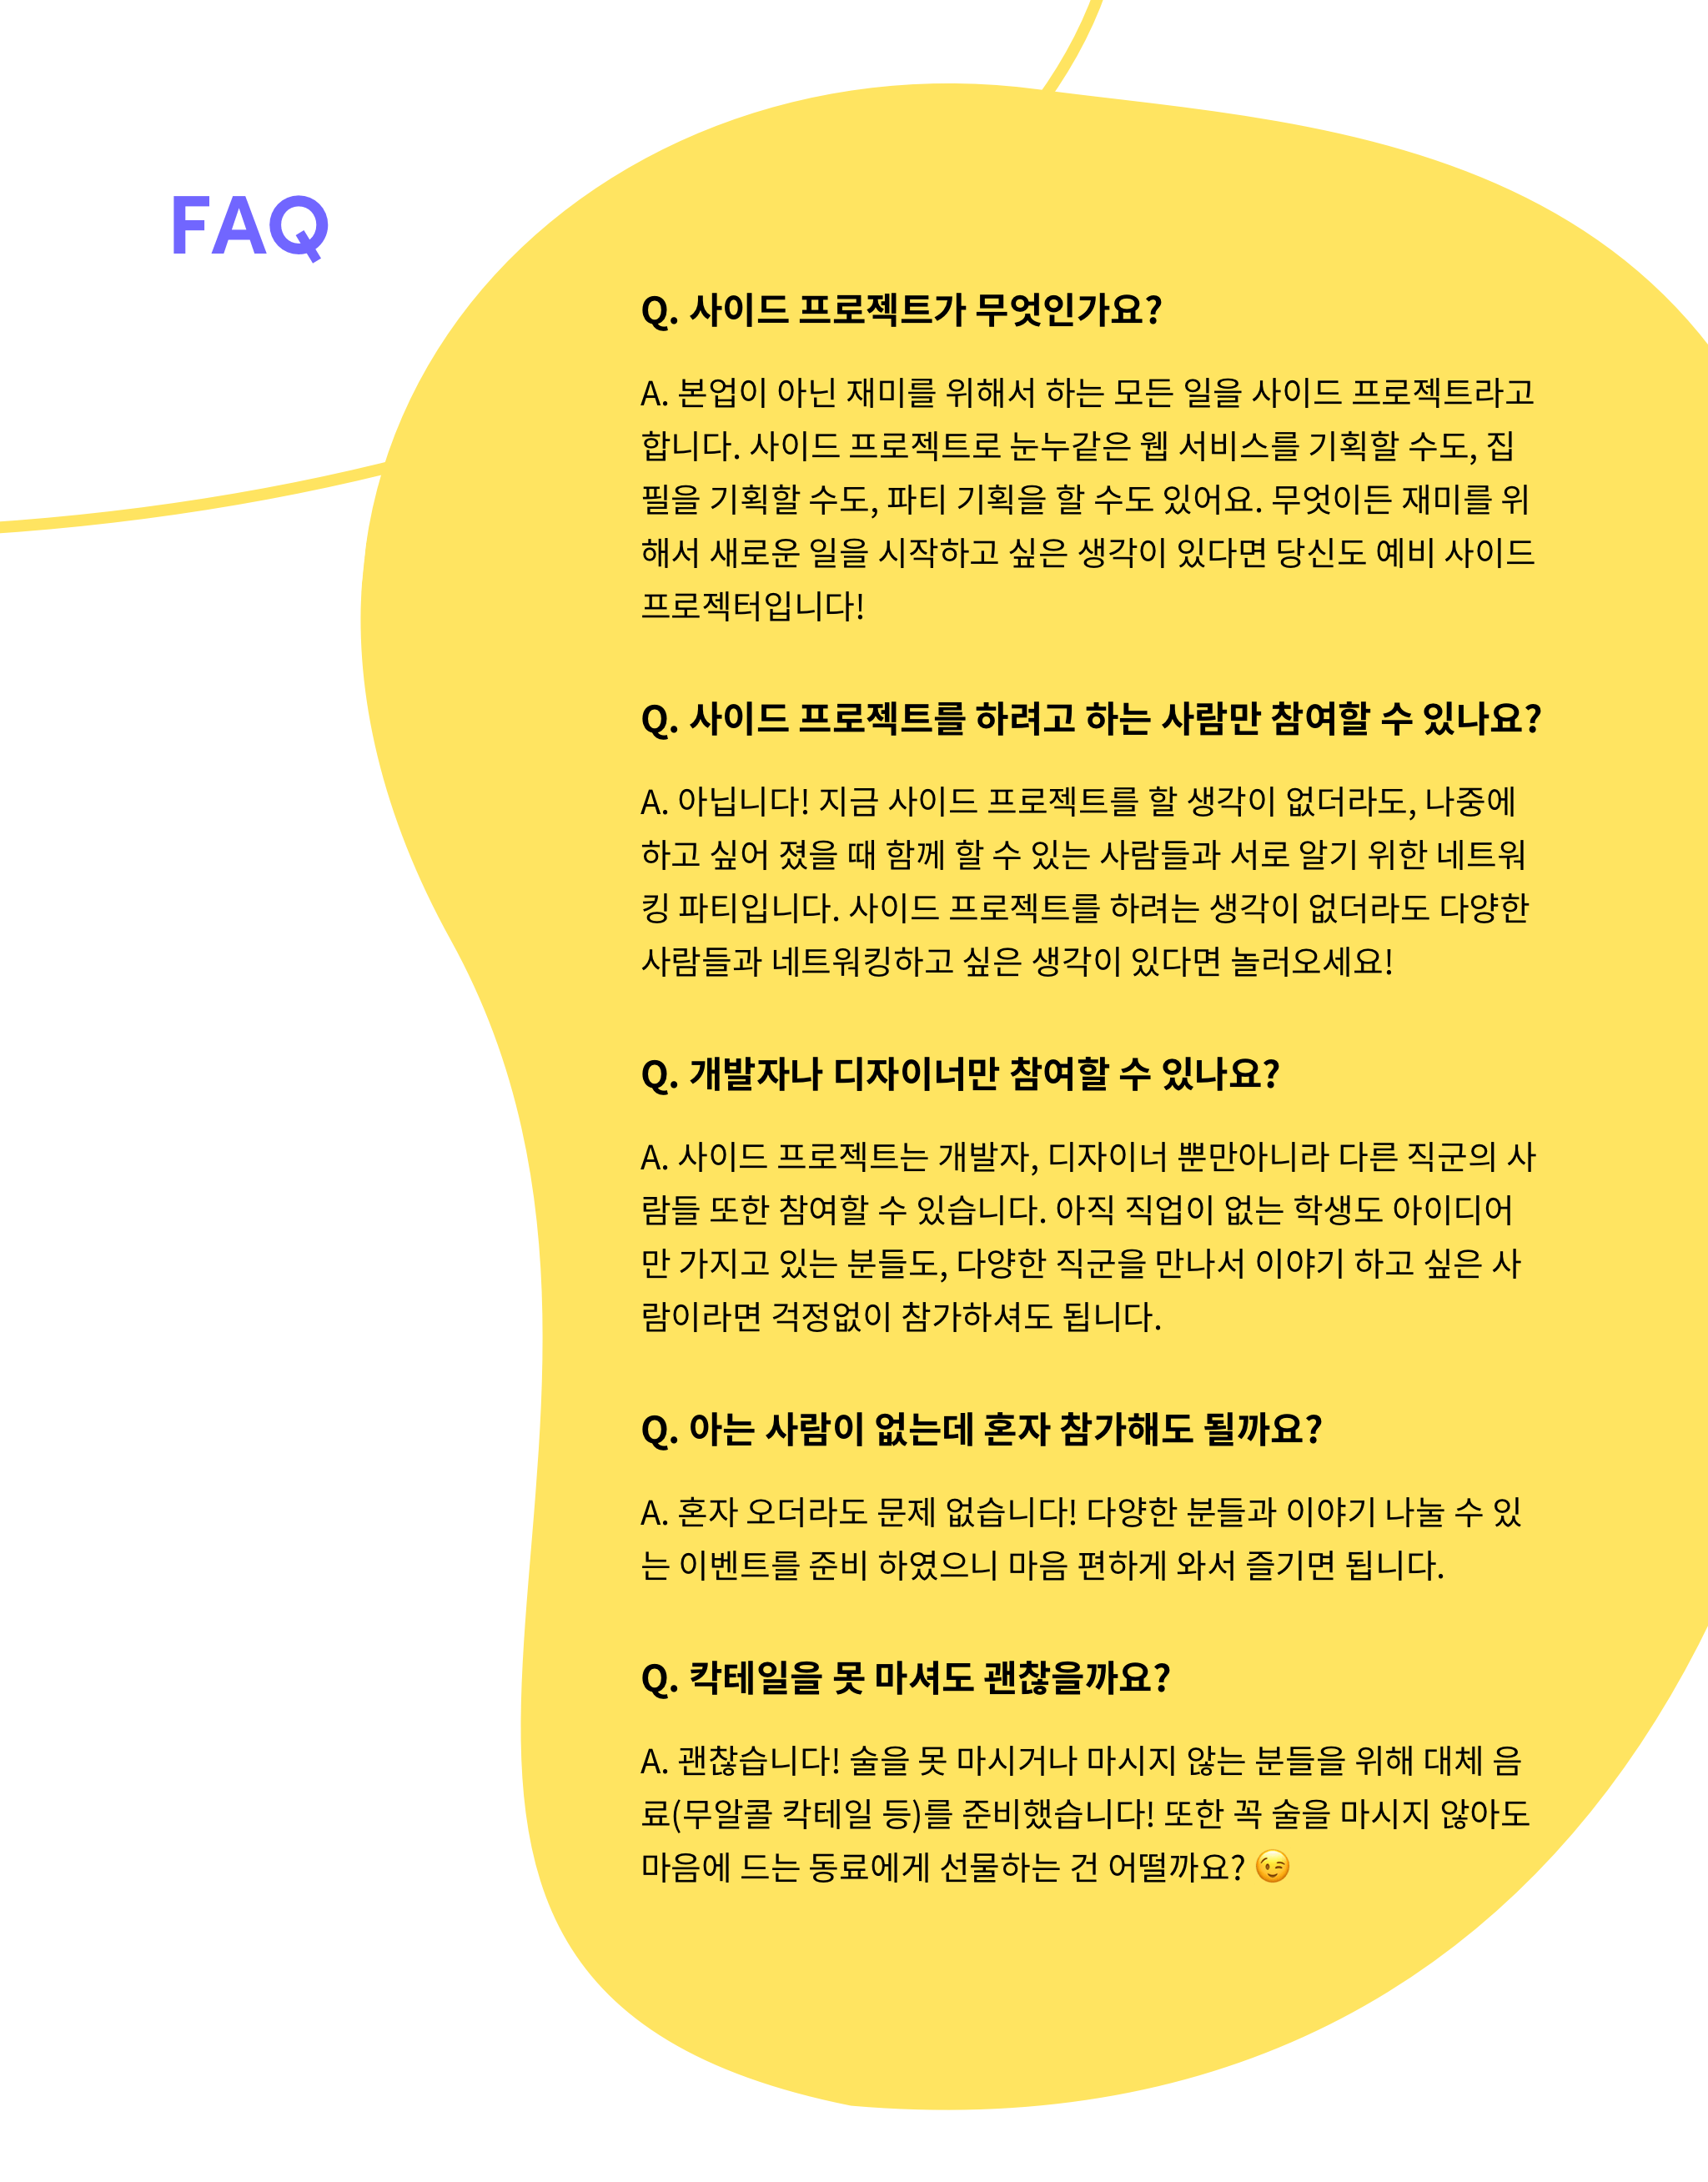 FAQ
Q. 사이드 프로젝트가 무엇인가요?
A. 본업이 아닌 재미를 위해서 하는 모든 일을 사이드 프로젝트라고
합니다. 사이드 프로젝트로 눈누같은 웹 서비스를 기획할 수도, 집
필을 기획할 수도, 파티 기획을 할 수도 있어요. 무엇이든 재미를 위
해서 새로운 일을 시작하고 싶은 생각이 있다면 당신도 예비 사이드
프로젝터입니다!
Q. 사이드 프로젝트를 하려고 하는 사람만 참여할 수 있나요?
A. 아닙니다! 지금 사이드 프로젝트를 할 생각이 없더라도, 나중에
하고 싶어 졌을 때 함께 할 수 있는 사람들과 서로 알기 위한 네트워
킹 파티입니다. 사이드 프로젝트를 하려는 생각이 없더라도 다양한
사람들과 네트워킹하고 싶은 생각이 있다면 놀러오세요!
Q. 개발자나 디자이너만 참여할 수 있나요?
A. 사이드 프로젝트는 개발자, 디자이너 뿐만아니라 다른 직군의 사
람들 또한 참여할 수 있습니다. 아직 직업이 없는 학생도 아이디어
만 가지고 있는 분들도, 다양한 직군을 만나서 이야기 하고 싶은 사
람이라면 걱정없이 참가하셔도 됩니다.
Q. 아는 사람이 없는데 혼자 참가해도 될까요?
A. 혼자 오더라도 문제 없습니다! 다양한 분들과 이야기 나눌 수 있
는 이벤트를 준비 하였으니 마음 편하게 와서 즐기면 됩니다.
Q. 칵테일을 못 마셔도 괜찮을까요?
A. 괜찮습니다! 술을 못 마시거나 마시지 않는 분들을 위해 대체 음
료(무알콜 칵테일 등)를 준비했습니다! 또한 꼭 술을 마시지 않아도
마음에 드는 동료에게 선물하는 건 어떨까요? 😉